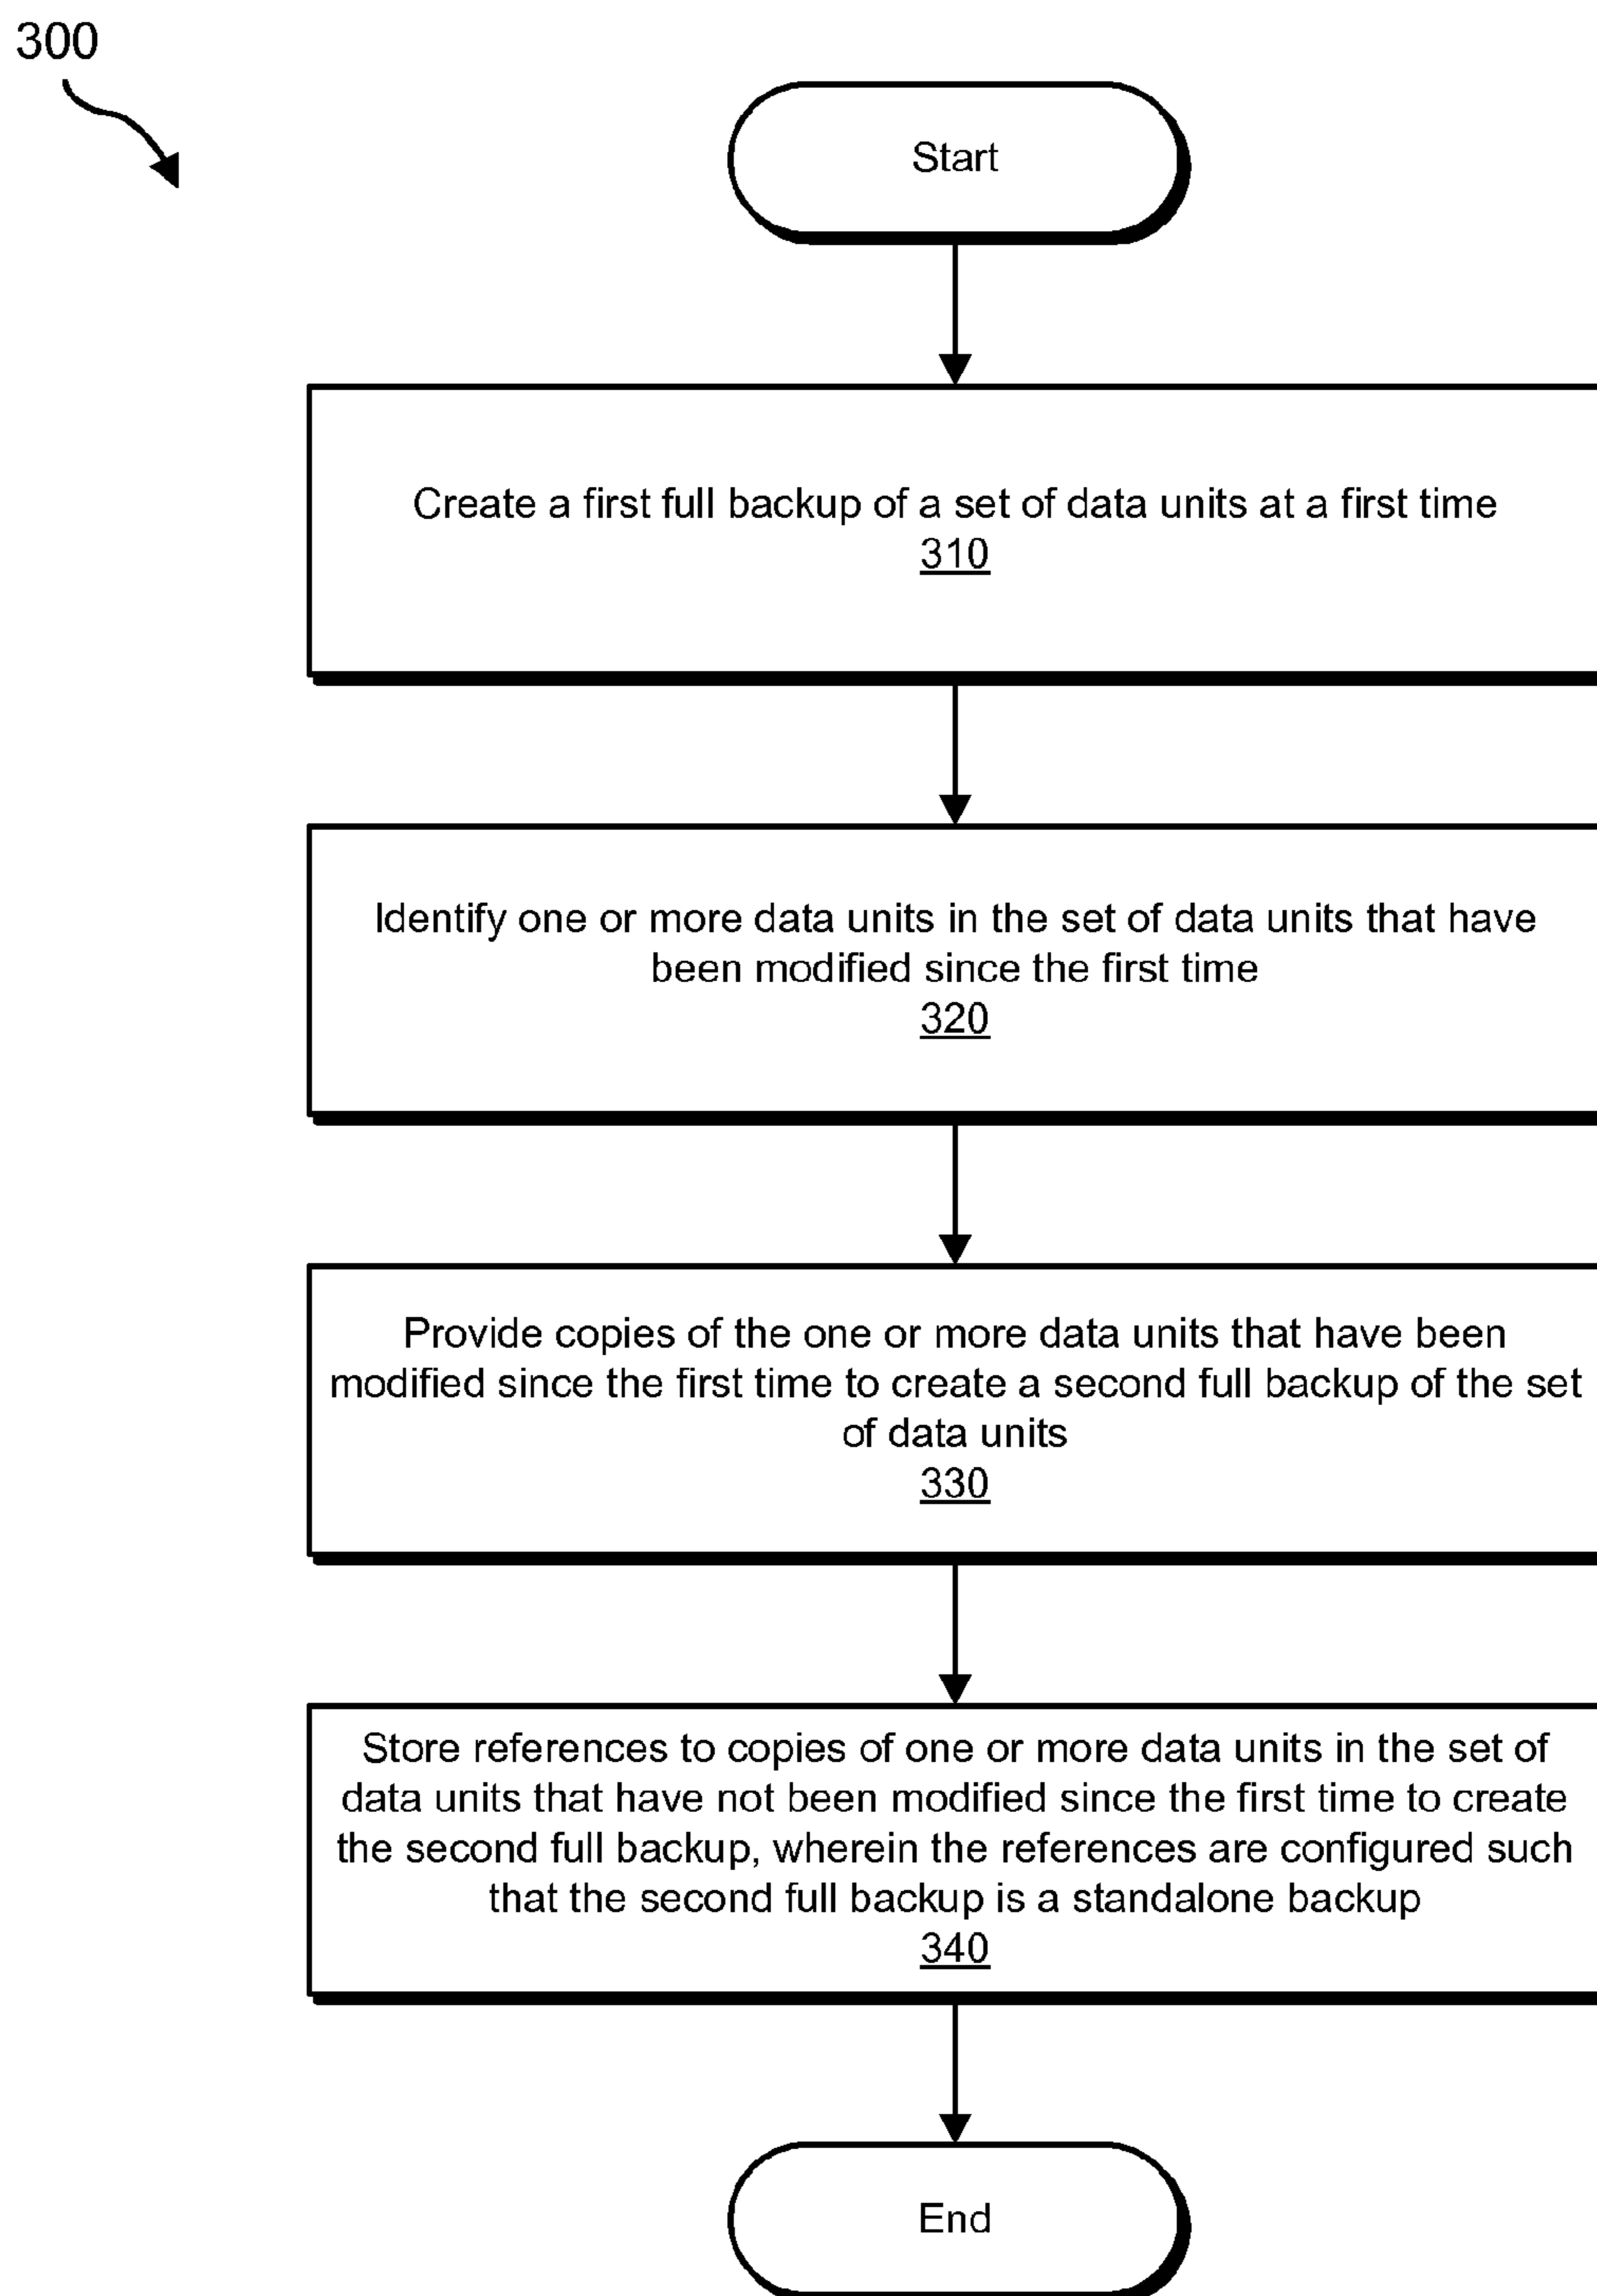 300
Start
Create a first full backup of a set of data units at a first time
310
Identify one or more data units in the set of data units that have
been modified since the first time
320
Provide copies of the one or more data units that have been
modified since the first time to create a second full backup of the set
of data units
330
Store references to copies of one or more data units in the set of
data units that have not been modified since the first time to create
the second full backup, wherein the references are configured such
that the second full backup is a standalone backup
340
End